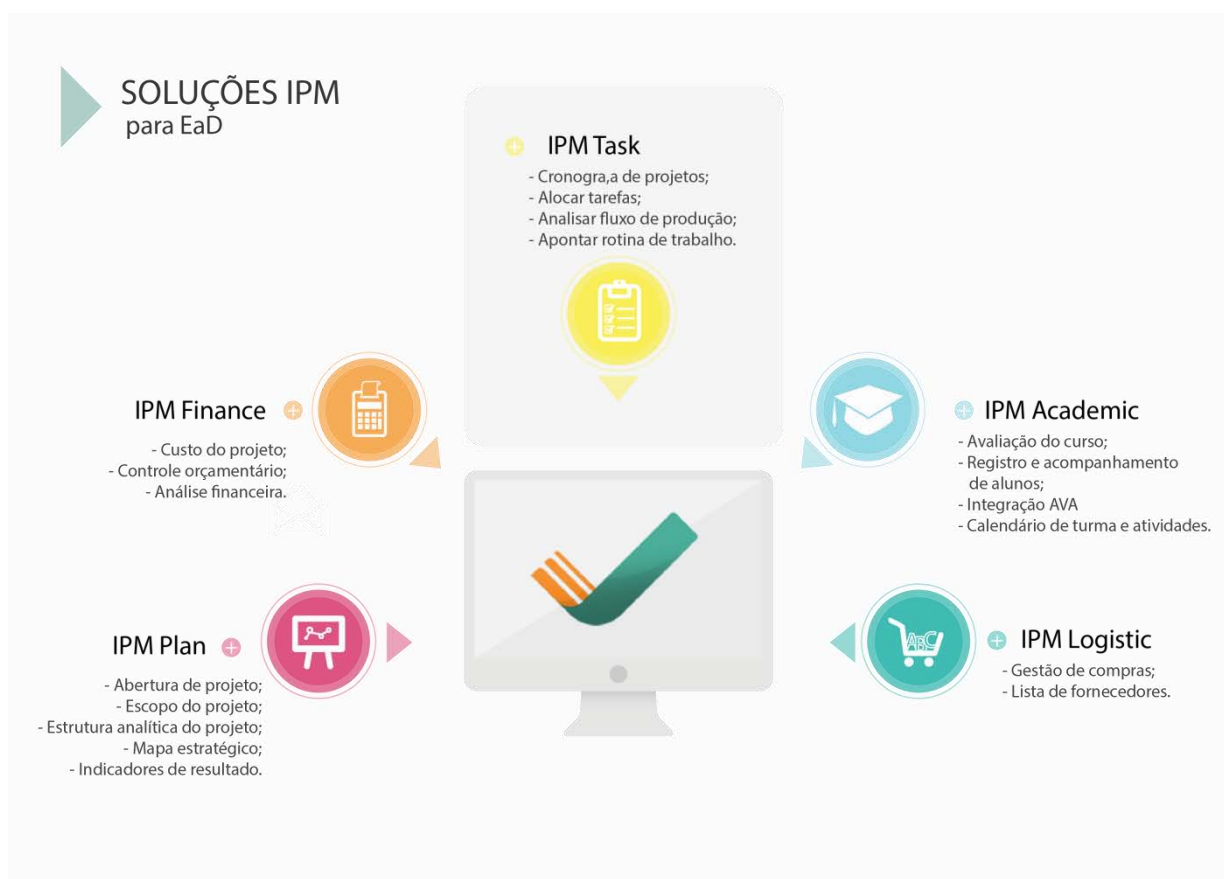 SOLUÇÕES IPM
para EaD
IPM Task
- Cronogra,a de projetos;
- Alocar tarefas;
- Analisar fluxo de produção;
- Apontar rotina de trabalho.
IPM Finance
- Custo do projeto;
- Controle orçamentário;
- Análise financeira.
IPM Academic
- Avaliação do curso;
- Registro e acompanhamento
de alunos;
- Integração AVA
- Calendário de turma e atividades.
IPM Plan
- Abertura de projeto;
- Escopo do projeto;
- Estrutura analítica do projeto;
- Mapa estratégico;
- Indicadores de resultado.
ABC
IPM Logistic
- Gestão de compras;
- Lista de fornecedores.